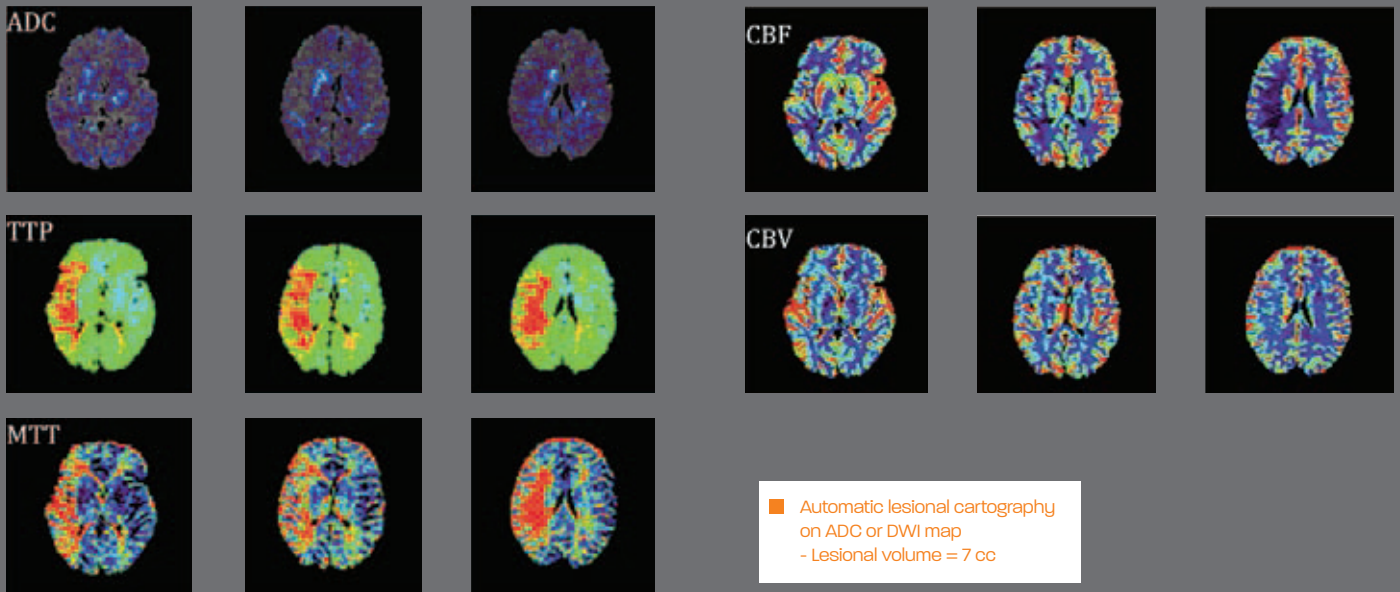 ADC
CBF
TTP
CBV
MTT
Automatic lesional cartography
on ADC or DWI map
- Lesional volume = 7 cc